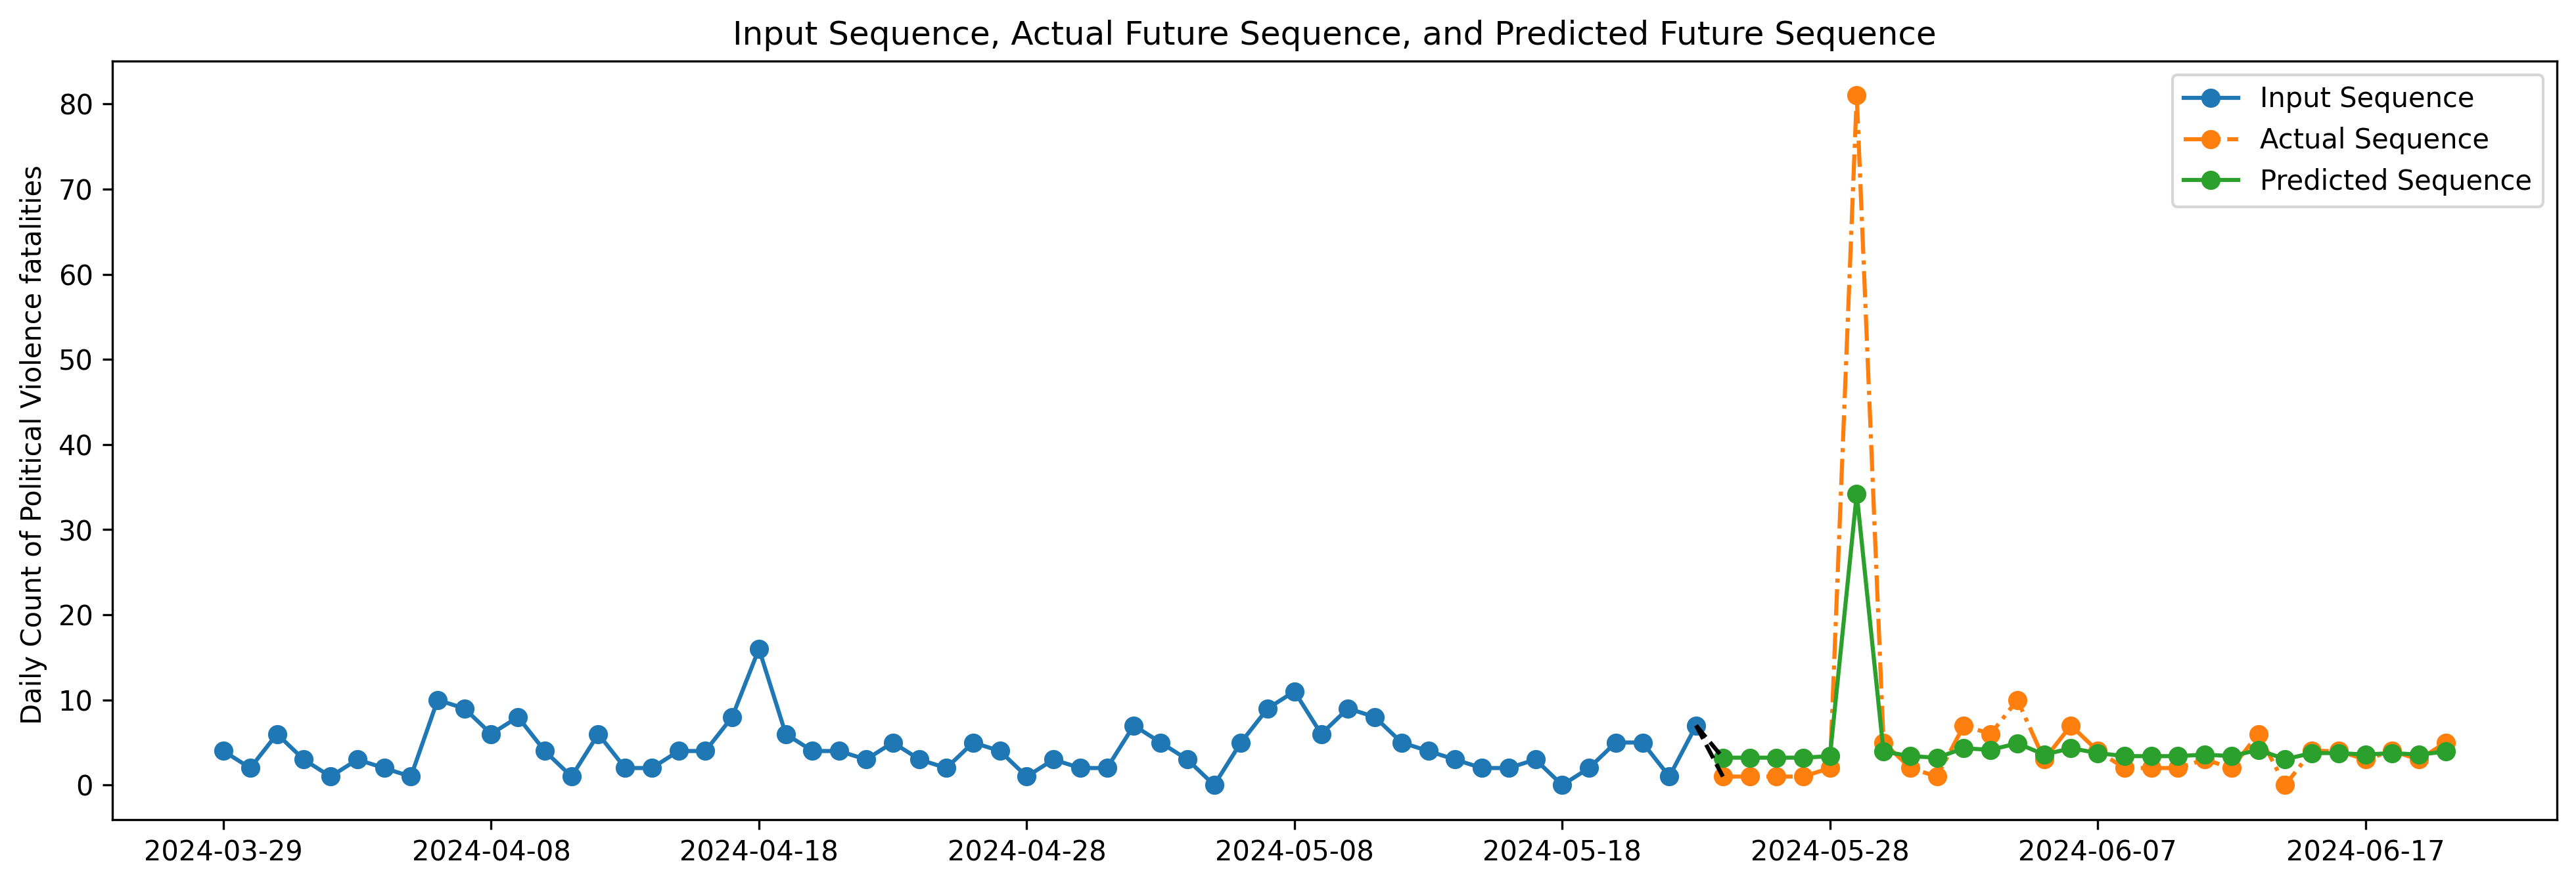 Input Sequence, Actual Future Sequence, and Predicted Future Sequence
Daily Count of Political Violence fatalities
80
70
60
50
40
30
20
10
0
Input Sequence
Actual Sequence
Predicted Sequence
2024-03-29 2024-04-08 2024-04-18 2024-04-28 2024-05-08 2024-05-18 2024-05-28 2024-06-07 2024-06-17